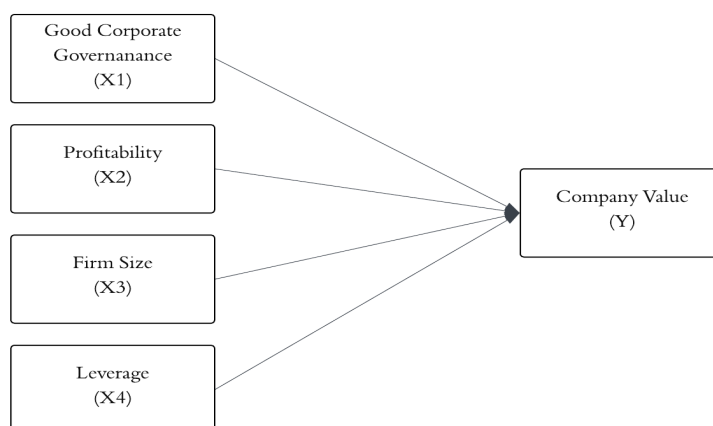 Good Corporate
Governanance
(X1)
Profitability
(X2)
Firm Size
(X3)
Leverage
(X4)
Company Value
(Y)